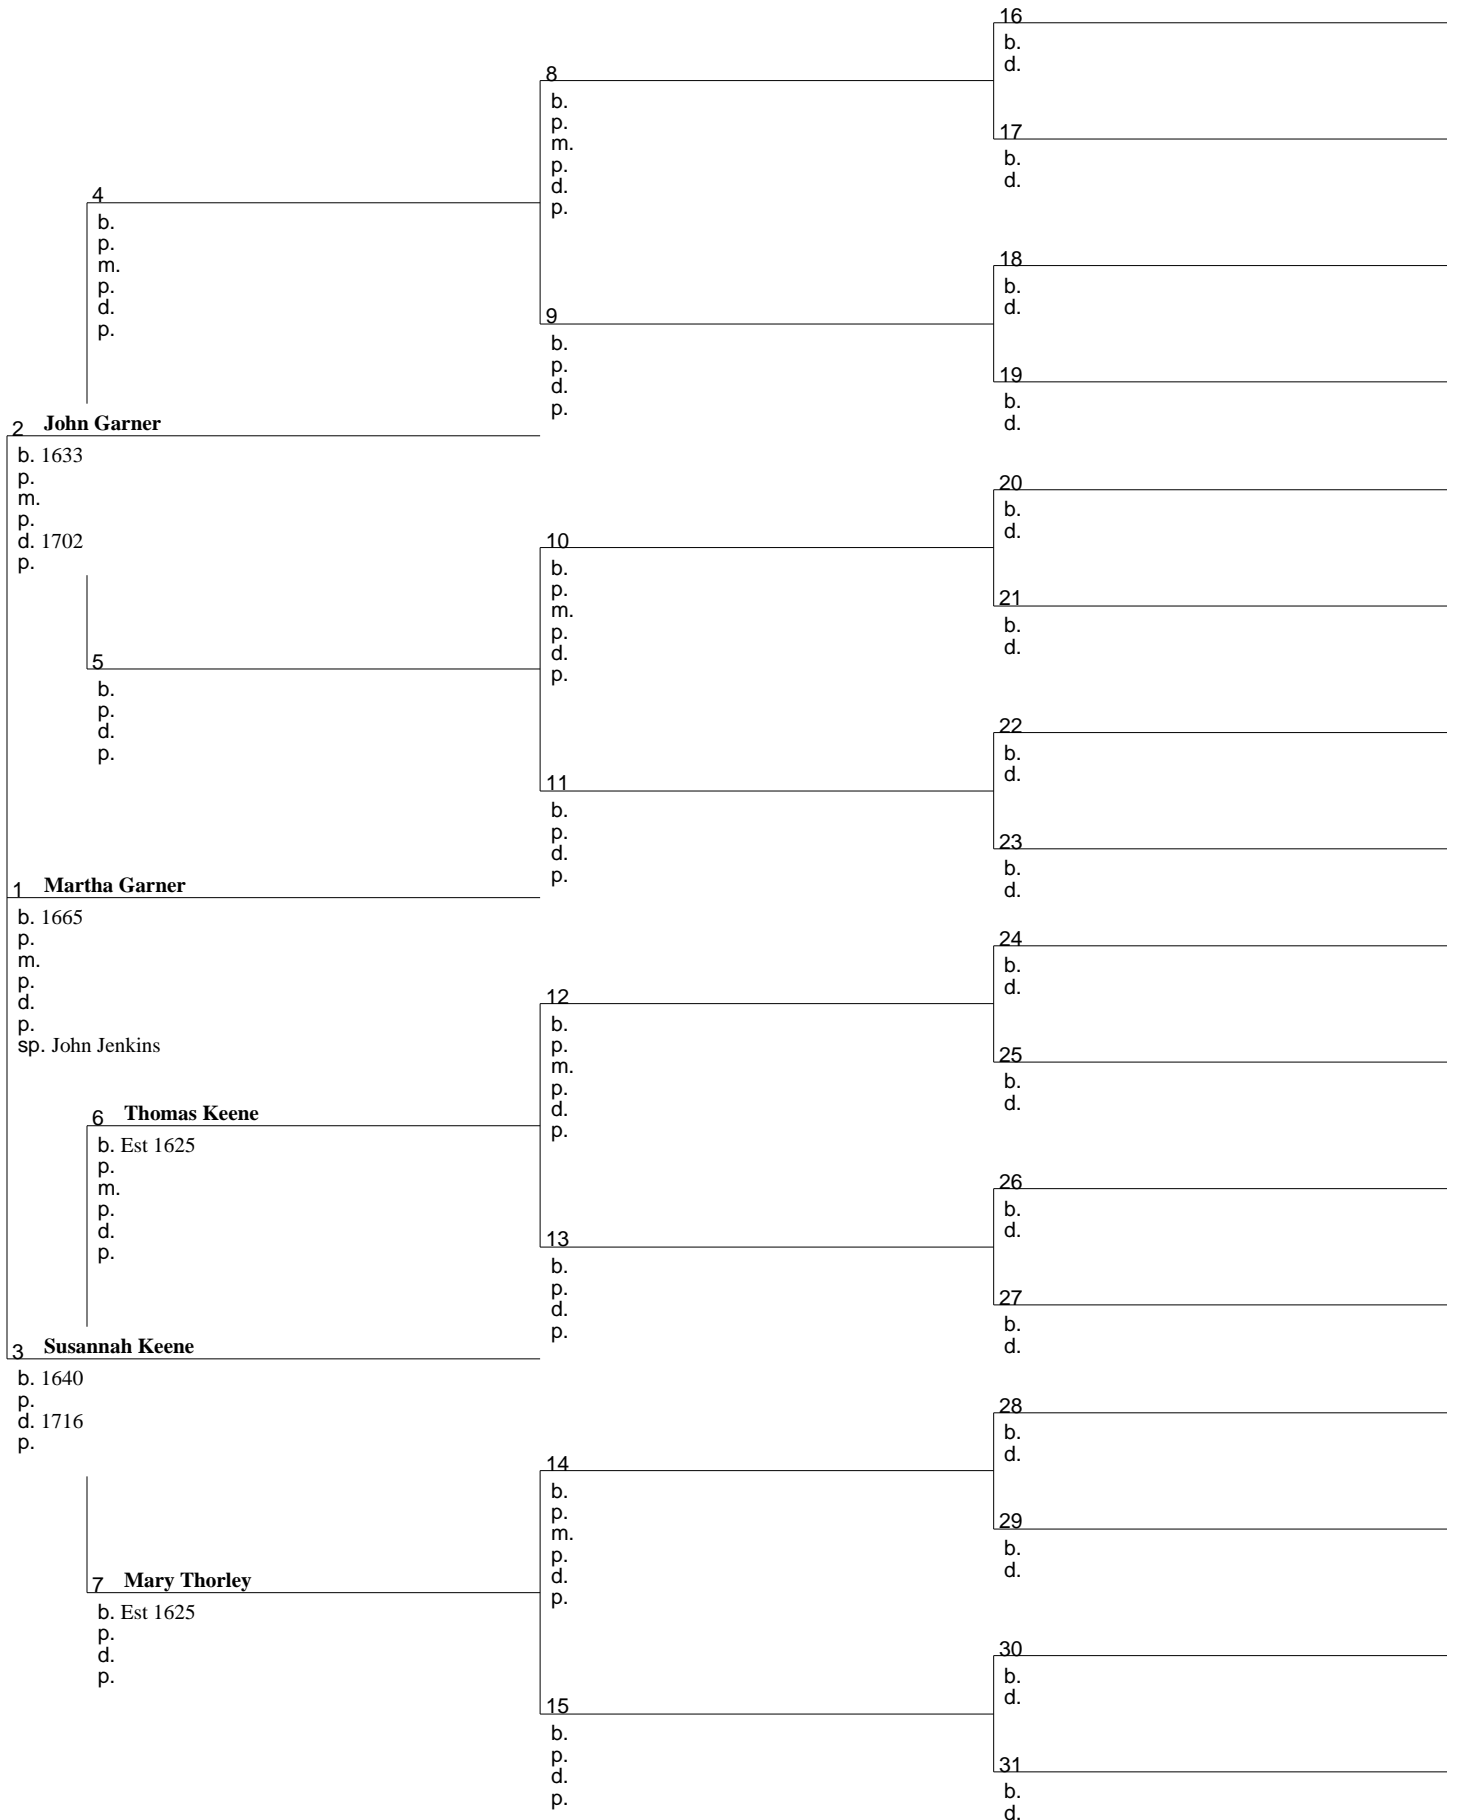 16
b.
d.
8
b.
p.
m.
p.
d.
p.
17
b.
d.
4
b.
p.
m.
p.
d.
p.
18
b.
d.
9
b.
p.
d.
p.
19
b.
d.
2 John Garner
b. 1633
p.
m.
p.
d. 1702
p.
20
b.
d.
10
b.
p.
m.
p.
d.
p.
21
b.
d.
5
b.
p.
d.
p.
22
b.
d.
11
b.
p.
d.
p.
23
b.
d.
1 Martha Garner
b. 1665
p.
m.
p.
d.
p.
sp. John Jenkins
24
b.
d.
12
b.
p.
m.
p.
d.
p.
25
b.
d.
6 Thomas Keene
b. Est 1625
p.
m.
p.
d.
p.
26
b.
d.
13
b.
p.
d.
p.
27
b.
d.
3 Susannah Keene
b. 1640
p.
d. 1716
p.
28
b.
d.
14
b.
p.
m.
p.
d.
p.
29
b.
d.
7 Mary Thorley
b. Est 1625
p.
d.
p.
30
b.
d.
15
b.
p.
d.
p.
31
b.
d.